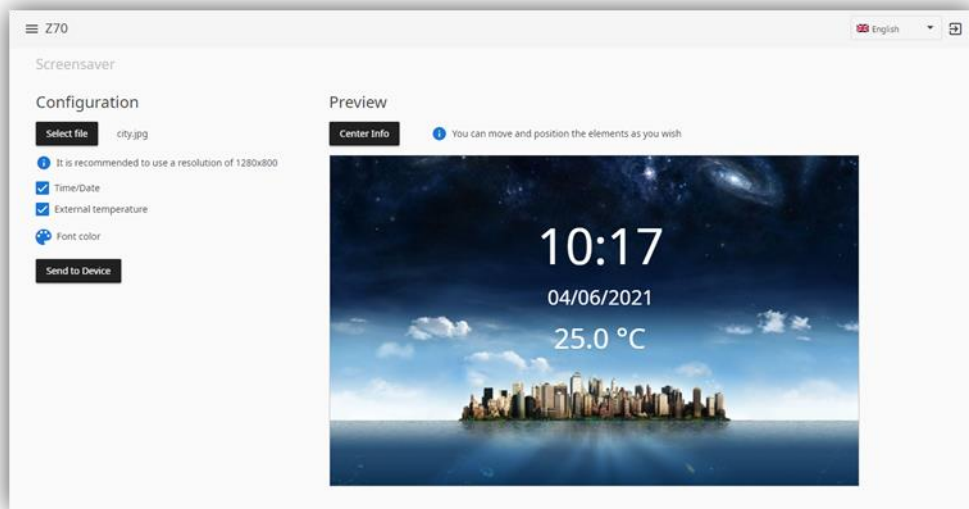 Z70
English
Screensaver
Configuration
Select file city.jpg
It is recommended to use a resolution of 1280x800
Time/Date
External temperature
Font color
Send to Device
Preview
Center Info
You can move and position the elements as you wish
10:17
04/06/2021
25.0 °C